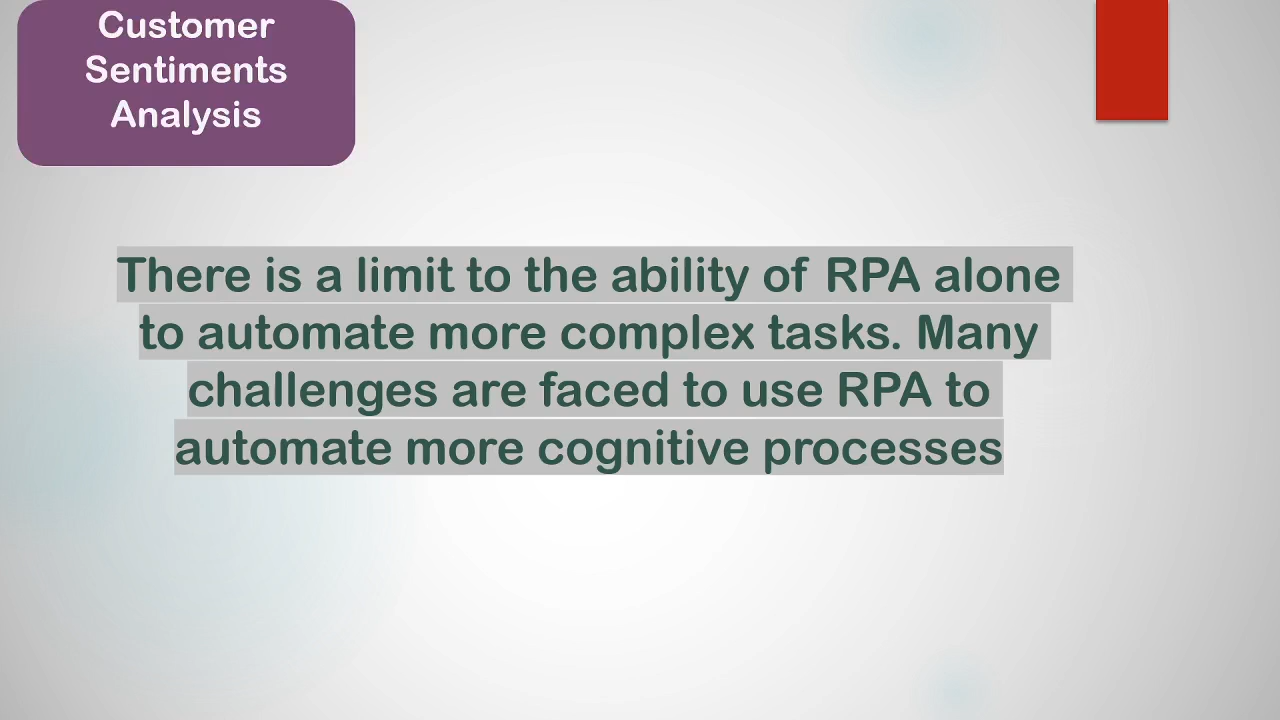 Customer
Sentiments
Analysis
There is a limit to the ability of RPA alone
to automate more complex tasks. Many
challenges are faced to use RPA to
automate more cognitive processes